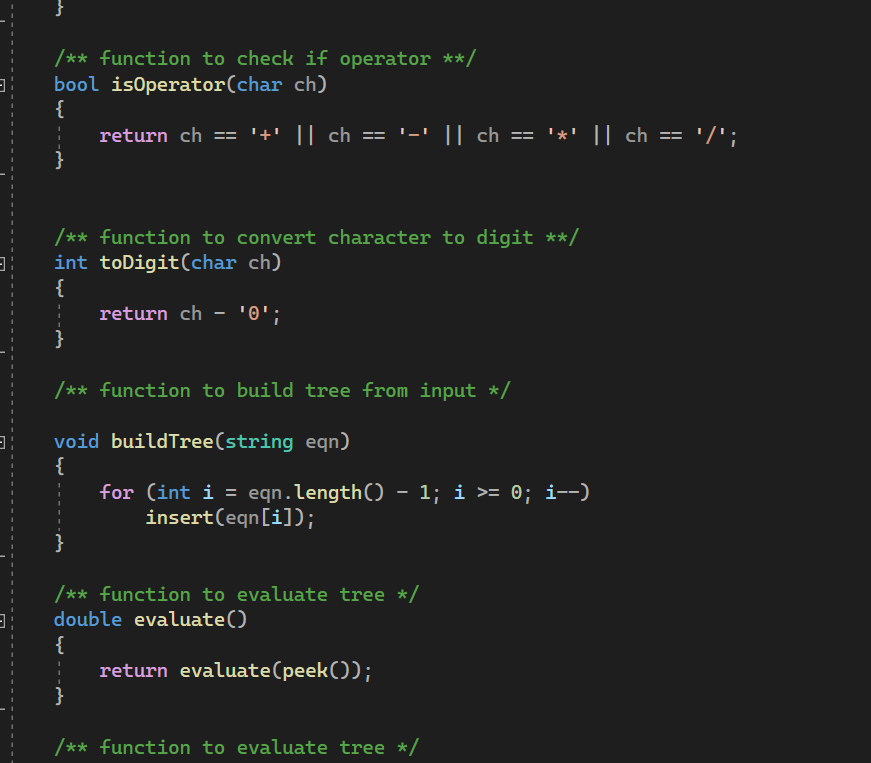 }
/** function to check if operator **/
bool isOperator(char ch)
{
return ch == '+' || ch == '-' || ch == '*' || ch == '/';
}
/** function to convert character to digit **/
int toDigit(char ch)
{
return ch - '0';
}
/** function to build tree from input */
void buildTree(string eqn)
{
for (int i = eqn.length() - 1; i >= 0; i--)
insert(eqn[i]);
}
/** function to evaluate tree */
double evaluate()
{
return evaluate(peek());
}
/** function to evaluate tree */